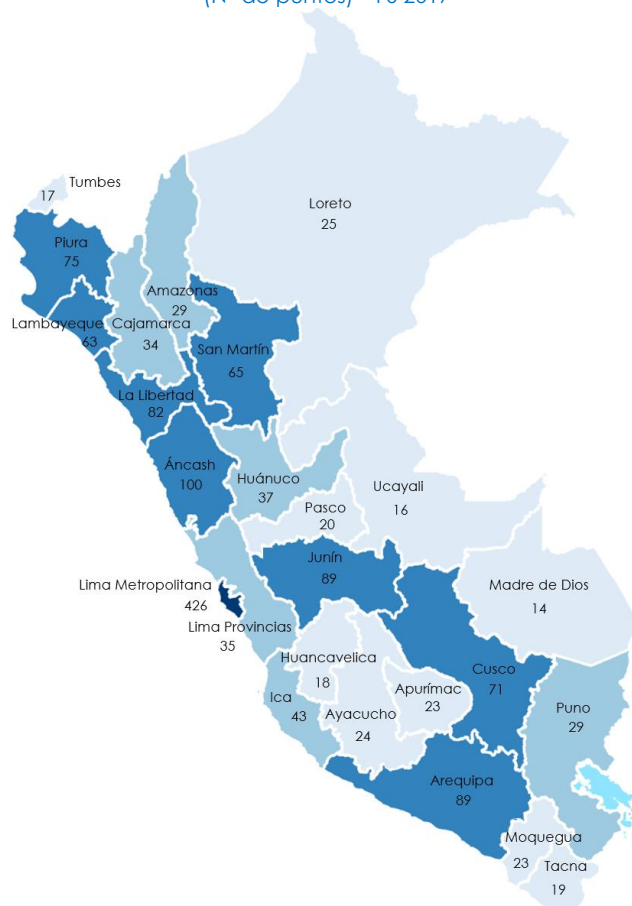 Tumbes
17
Loreto
25
Piura
75
Amazonas
29
Lambayeque
63
Cajamarca
34
San Martín
65
La Libertad
82
Áncash
100
Huánuco
37
Ucayali
16
Pasco
20
Junín
89
Lima Metropolitana
426
Madre de Dios
14
Lima Provincias
35
Huancavelica
18
Cusco
71
Apurímac
23
Ica
43
Ayacucho
24
Puno
29
Arequipa
89
Moquegua
23
Tacna
19